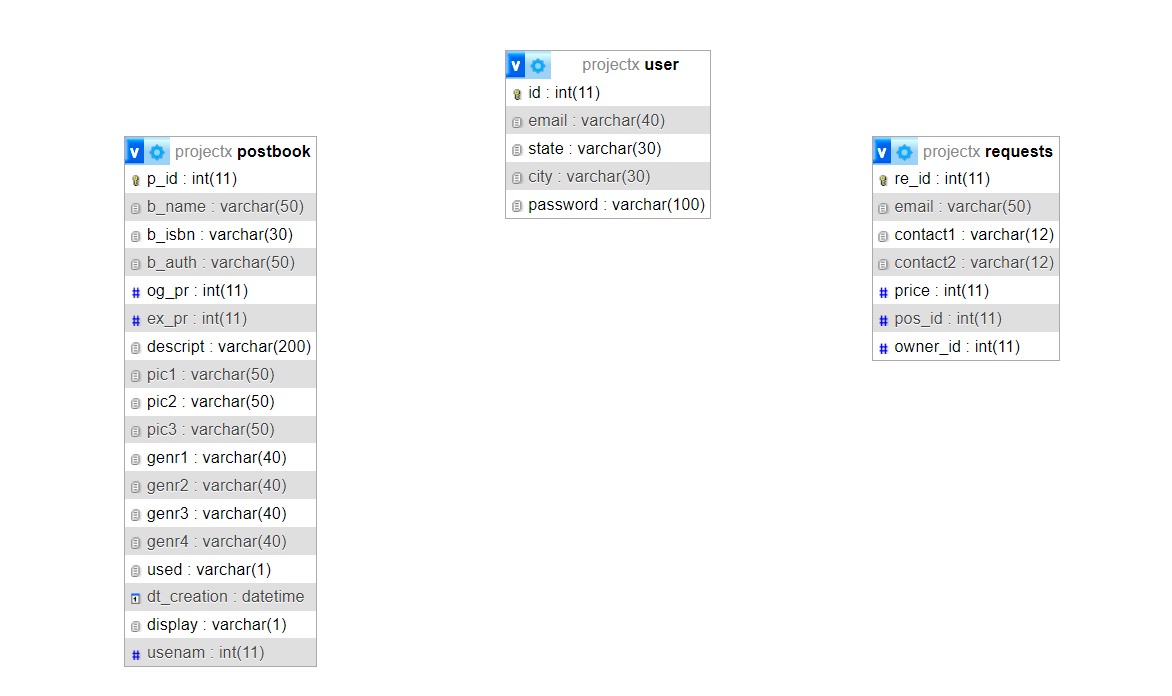 v projectx postbook
p_id : int(11)
b_name : varchar(50)
b_isbn : varchar(30)
b_auth : varchar(50)
# og_pr : int(11)
# ex_pr : int(11)
descript : varchar(200)
pic1 : varchar(50)
pic2 : varchar(50)
pic3 : varchar(50)
genr1 : varchar(40)
genr2 : varchar(40)
genr3 : varchar(40)
genr4 : varchar(40)
used : varchar(1)
dt_creation : datetime
display : varchar(1)
# usenam : int(11)
v projectx user
id : int(11)
email : varchar(40)
state : varchar(30)
city : varchar(30)
password : varchar(100)
v projectx requests
re_id : int(11)
email : varchar(50)
contact1 : varchar(12)
contact2 : varchar(12)
# price : int(11)
# pos_id : int(11)
# owner_id : int(11)